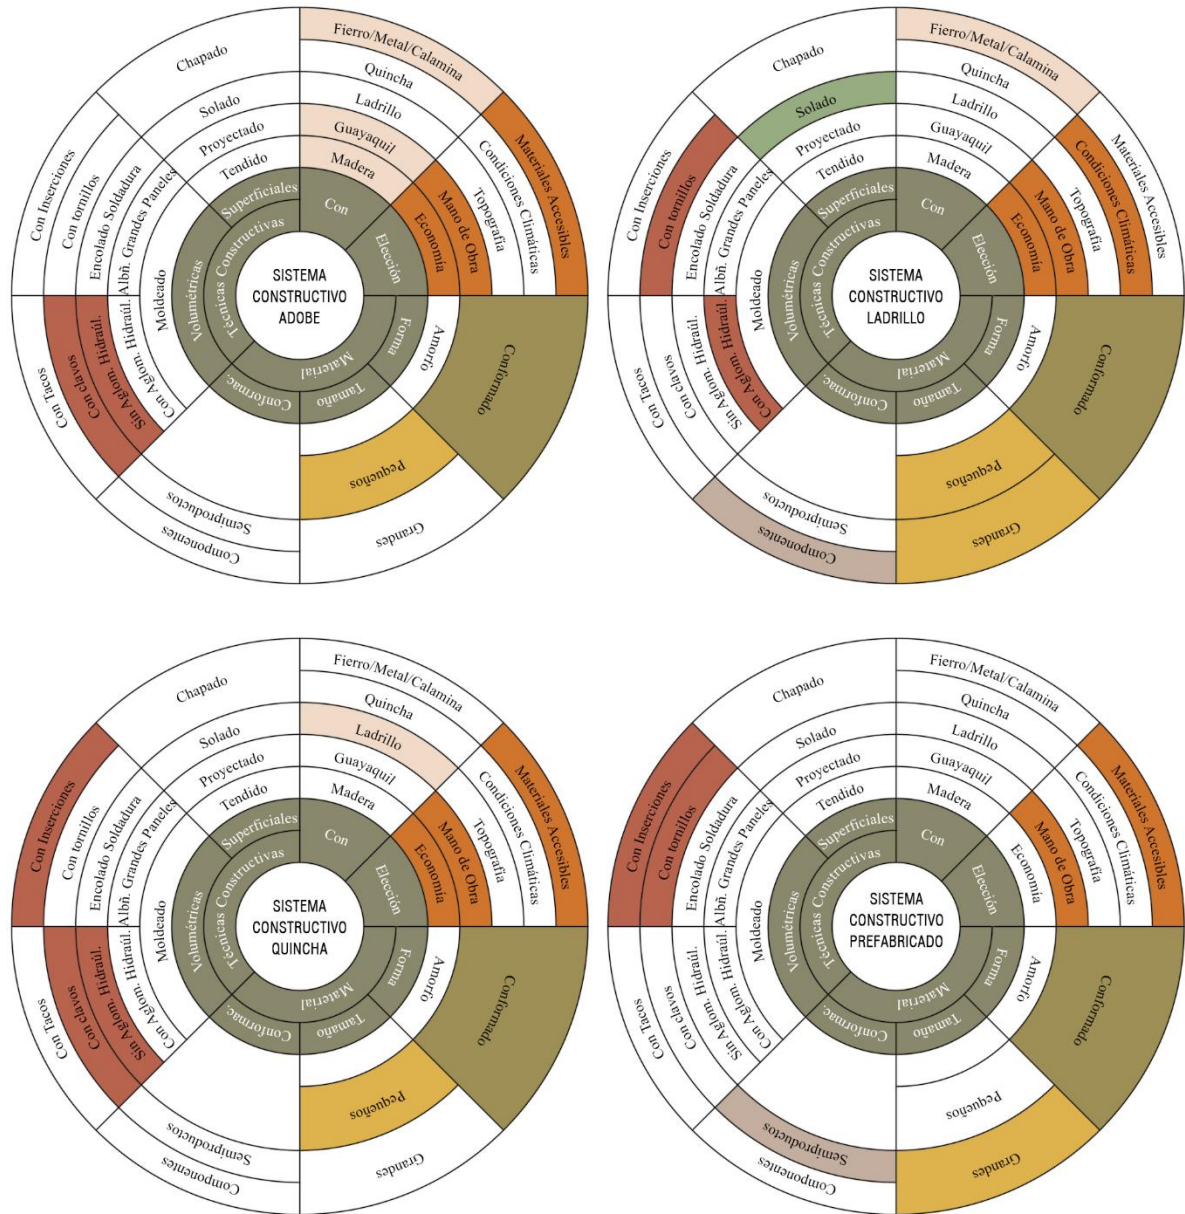 Chapado
Solado
Proyectado
Tendido
Superficiales
Fierro/Metal/Calamina
Quincha
Ladrillo
Guayaquil
Madera
Con
Materiales Accesibles
Condiciones Climáticas
Topografía
Mano de Obra
Economía
Elección
Con Inserciones
Con tornillos
Encolado Soldadura
Albñ. Grandes Paneles
Moldeado
Volumétricas
Técnicas Constructivas
SISTEMA
CONSTRUCTIVO
ADOBE
Con Tacos
Con clavos
Sin Aglom. Hidraúl.
Con Aglom. Hidraúl.
Forma
Amorfo
Conformado
Material
Tamaño
Conformac.
Pequeños
Grandes
Semiproductos
Componentes
Chapado
Solado
Proyectado
Tendido
Superficiales
Fierro/Metal/Calamina
Quincha
Ladrillo
Guayaquil
Madera
Con
Materiales Accesibles
Condiciones Climáticas
Topografía
Mano de Obra
Economía
Elección
Con Inserciones
Con tornillos
Encolado Soldadura
Albñ. Grandes Paneles
Moldeado
Volumétricas
Técnicas Constructivas
SISTEMA
CONSTRUCTIVO
LADRILLO
Con Tacos
Con clavos
Sin Aglom. Hidraúl.
Con Aglom. Hidraúl.
Forma
Amorfo
Conformado
Material
Tamaño
Conformac.
Pequeños
Grandes
Semiproductos
Componentes
Chapado
Solado
Proyectado
Tendido
Superficiales
Fierro/Metal/Calamina
Quincha
Ladrillo
Guayaquil
Madera
Con
Materiales Accesibles
Condiciones Climáticas
Topografía
Mano de Obra
Economía
Elección
Con Inserciones
Con tornillos
Encolado Soldadura
Albñ. Grandes Paneles
Moldeado
Volumétricas
Técnicas Constructivas
SISTEMA
CONSTRUCTIVO
QUINCHA
Con Tacos
Con clavos
Sin Aglom. Hidraúl.
Con Aglom. Hidraúl.
Forma
Amorfo
Conformado
Material
Tamaño
Conformac.
Pequeños
Grandes
Semiproductos
Componentes
Chapado
Solado
Proyectado
Tendido
Superficiales
Fierro/Metal/Calamina
Quincha
Ladrillo
Guayaquil
Madera
Con
Materiales Accesibles
Condiciones Climáticas
Topografía
Mano de Obra
Economía
Elección
Con Inserciones
Con tornillos
Encolado Soldadura
Albñ. Grandes Paneles
Moldeado
Volumétricas
Técnicas Constructivas
SISTEMA
CONSTRUCTIVO
PREFABRICADO
Con Tacos
Con clavos
Sin Aglom. Hidraúl.
Con Aglom. Hidraúl.
Forma
Amorfo
Conformado
Material
Tamaño
Conformac.
Pequeños
Grandes
Semiproductos
Componentes